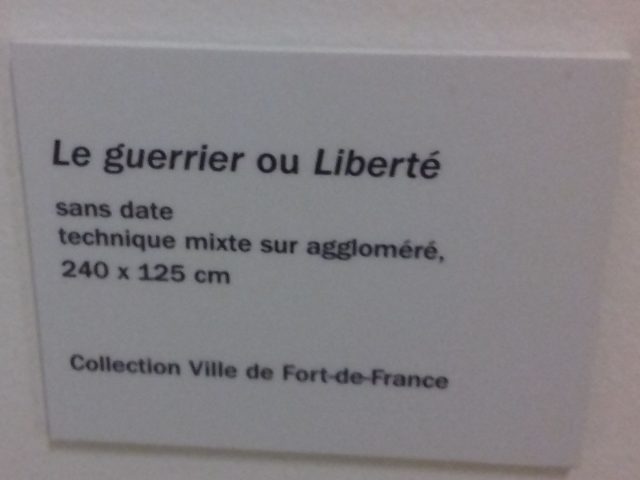 Le guerrier ou Liberté
sans date
technique mixte sur aggloméré,
240 x 125 cm
Collection Ville de Fort-de-France